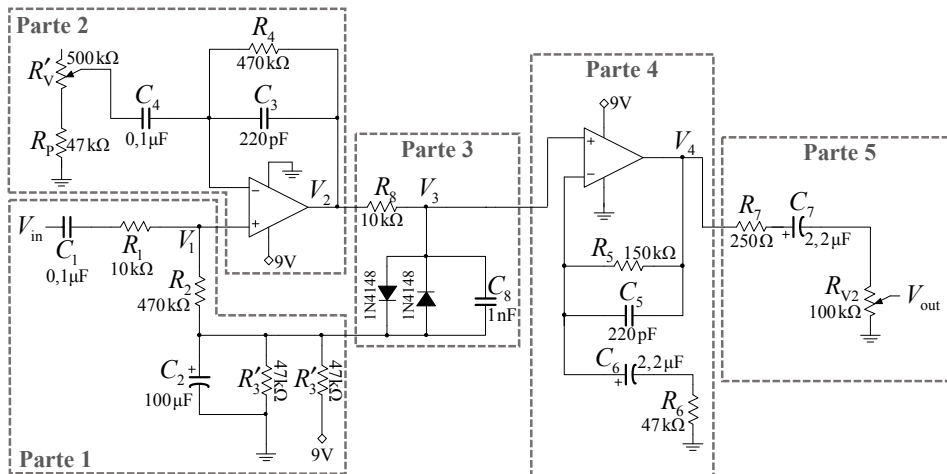 Parte 2
R′V
500kΩ
RP
47kΩ
C4
0,1µF
R4
470kΩ
C3
220pF
−
+
9V
V2
Parte 1
Vin
C1
0,1µF
R1
10kΩ
V1
R2
470kΩ
C2
+
100µF
R′3
47kΩ
R′3
47kΩ
9V
Parte 3
R8
10kΩ
V3
1N4148
1N4148
C8
1nF
Parte 4
9V
+
−
V4
R5
150kΩ
C5
220pF
C6
+
2,2µF
R6
47kΩ
Parte 5
R7
250Ω
C7
+
2,2µF
RV2
100kΩ
Vout